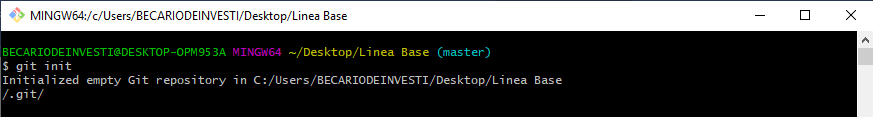 MINGW64:/c/Users/BECARIODEINVESTI/Desktop/Linea Base
BECARIODEINVESTI@DESKTOP-OPM953A MINGW64 ~/Desktop/Linea Base (master)
$ git init
Initialized empty Git repository in C:/Users/BECARIODEINVESTI/Desktop/Linea Base
/.git/